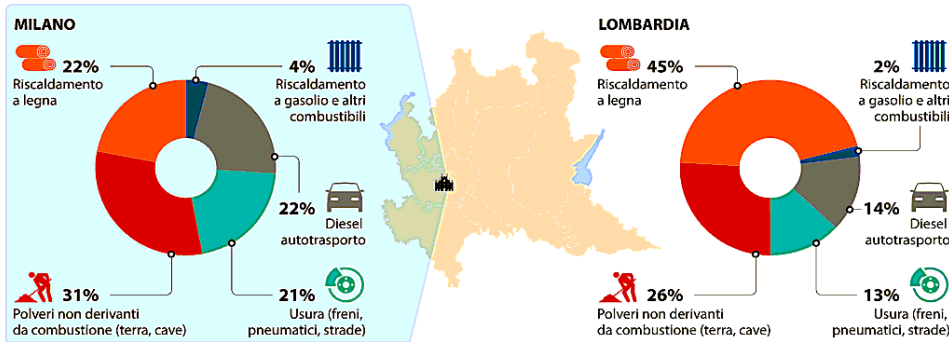 MILANO
22%
Riscaldamento
a legna
4%
Riscaldamento
a gasolio e altri
combustibili
22%
Diesel
autotrasporto
31%
Polveri non derivanti
da combustione (terra, cave)
21%
Usura (freni,
pneumatici, strade)
LOMBARDIA
45%
Riscaldamento
a legna
2%
Riscaldamento
a gasolio e altri
combustibili
14%
Diesel
autotrasporto
26%
Polveri non derivanti
da combustione (terra, cave)
13%
Usura (freni,
pneumatici, strade)